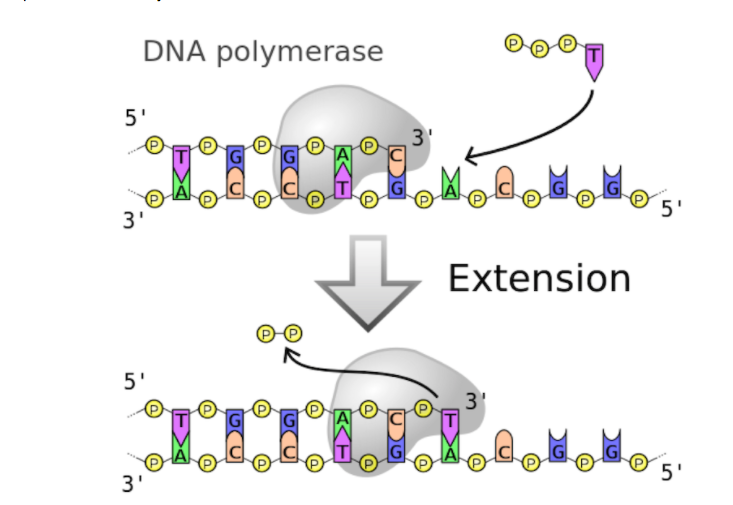 DNA polymerase
P P P T
5' 3'
P P P P P
T G G A C
A C C T G A C G G
P P P P P P P P P P
3' 5'
Extension
P P
5' 3'
P P P P P P
T G G A C T
A C C T G A C G G
P P P P P P P P P P
3' 5'